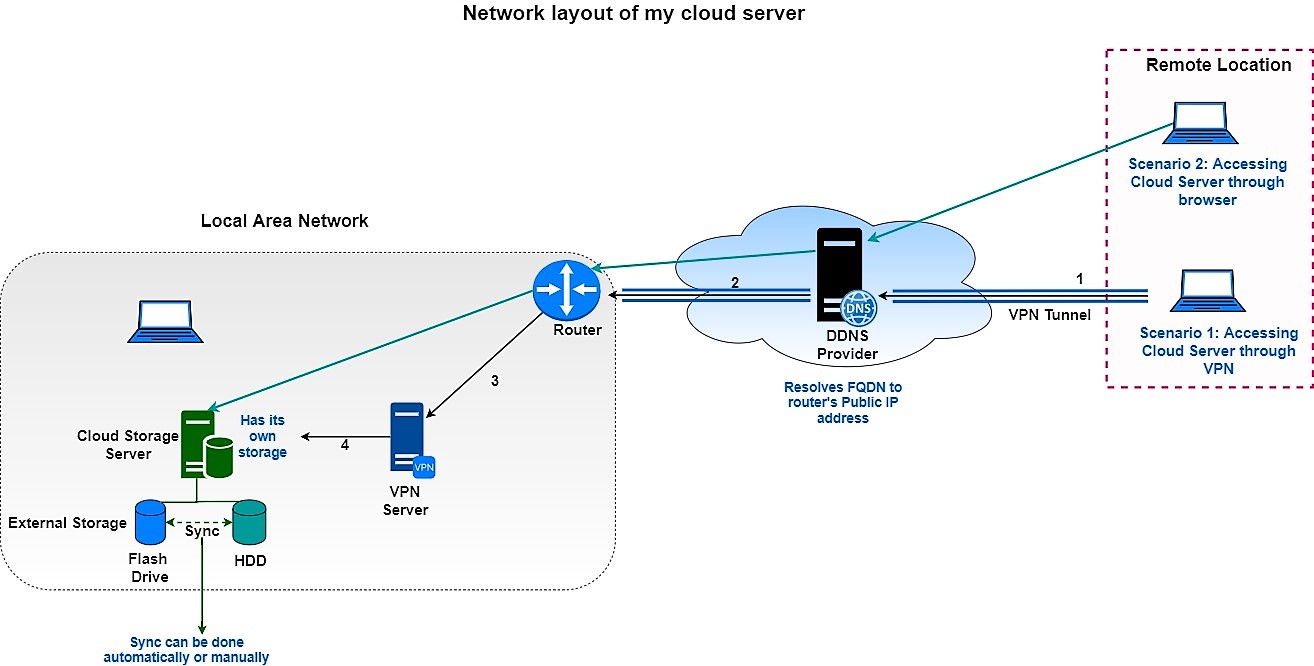 Network layout of my cloud server
Remote Location
Scenario 2: Accessing
Cloud Server through
browser
Local Area Network
2
1
DNS
VPN Tunnel
Router
DDNS
Provider
Scenario 1: Accessing
Cloud Server through
VPN
Resolves FQDN to
router's Public IP
address
3
Cloud Storage
Server
Has its
own
storage
4
VPN
VPN
Server
External Storage
Sync
Flash
Drive
HDD
Sync can be done
automatically or manually